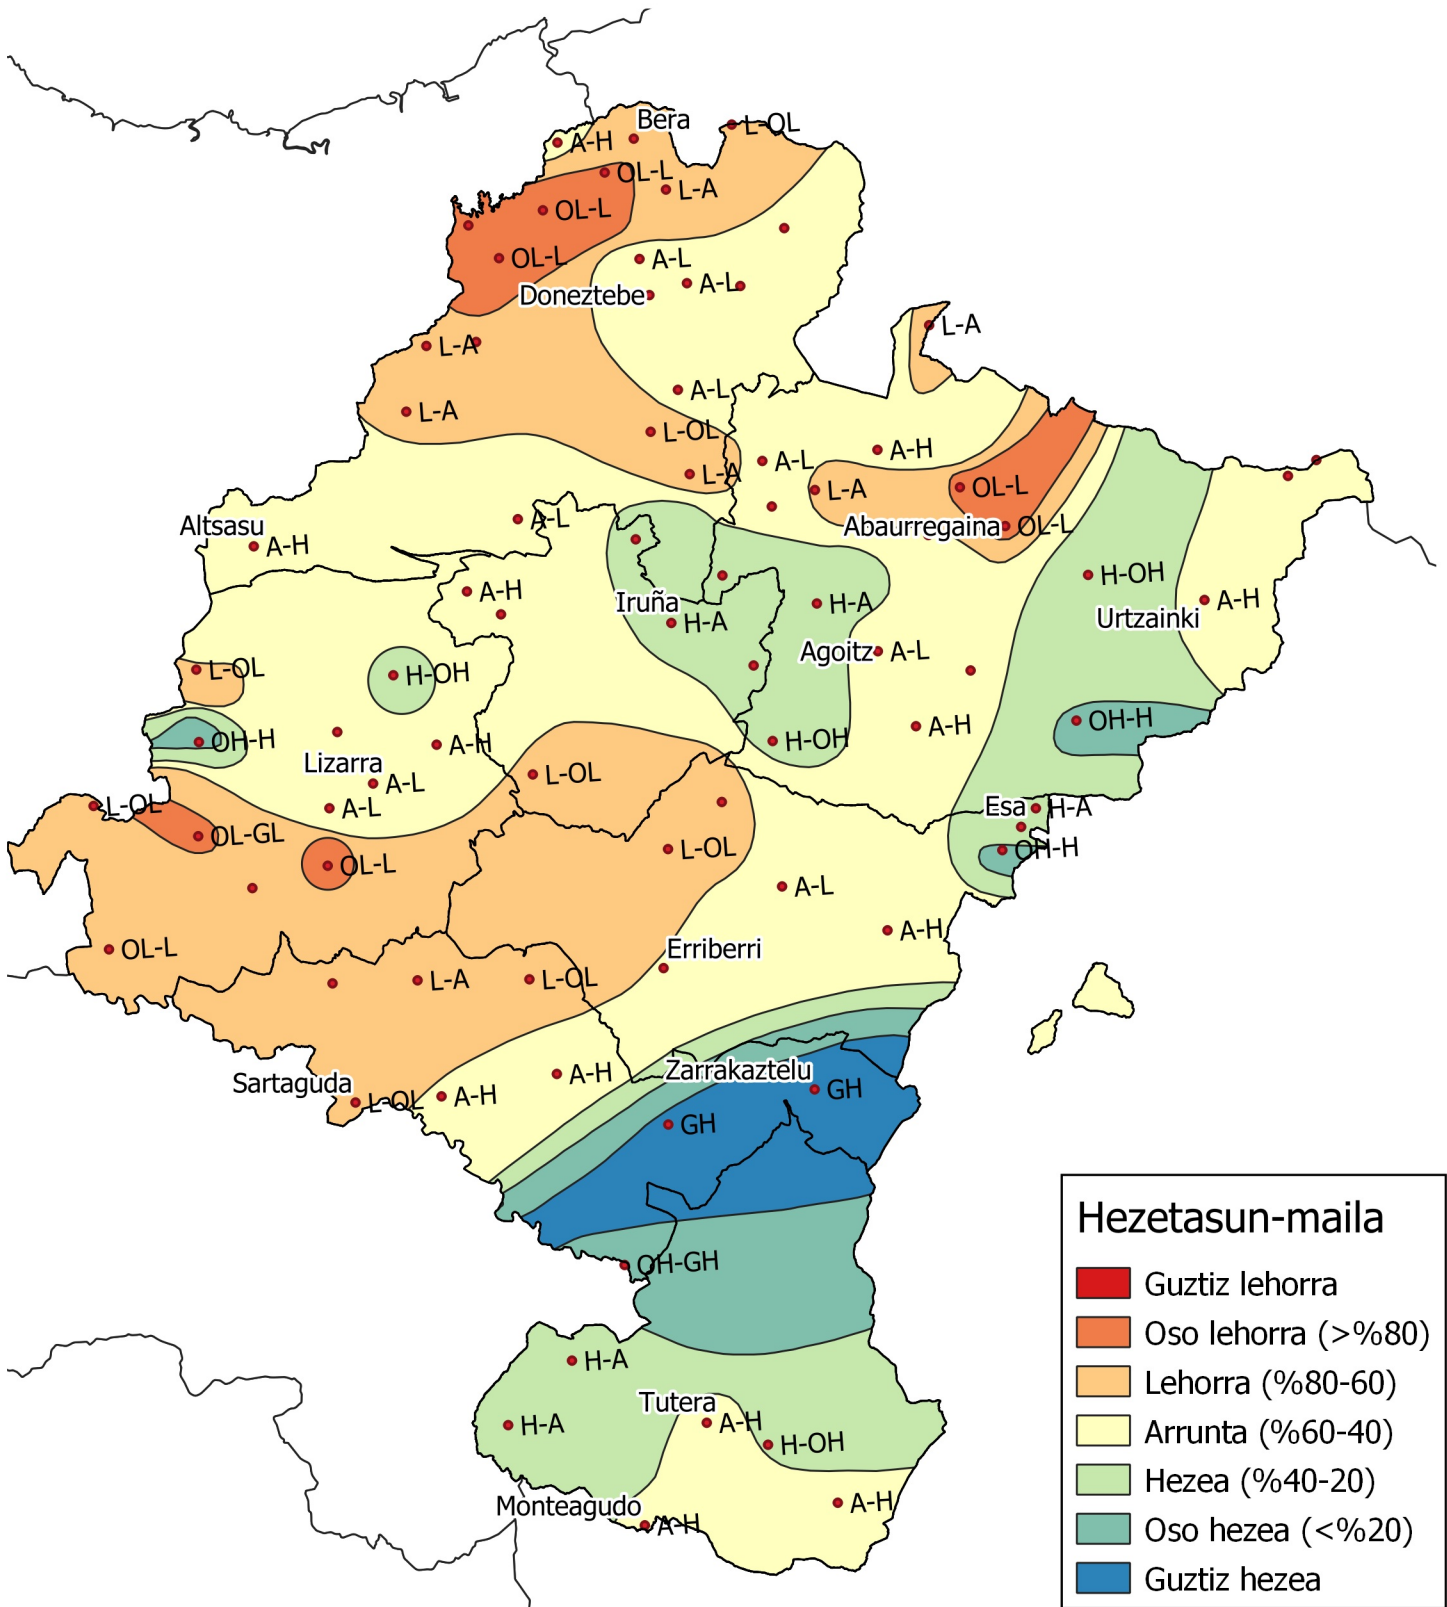 Bera
L-OL
A-H
OL-L
L-A
OL-L
OL-L
A-L
A-L
Doneztebe
L-A
L-A
A-L
L-A
L-OL
A-H
A-L
L-A
L-A
OL-L
Altsasu
A-L
Abaurregaina
OL-L
A-H
H-OH
A-H
Iruña
H-A
A-H
H-A
Urtzainki
Agoitz
A-L
L-OL
H-OH
OH-H
A-H
OH-H
A-H
H-OH
Lizarra
L-OL
A-L
L-OL
A-L
Esa
H-A
OL-GL
L-OL
OH-H
OL-L
A-L
A-H
OL-L
Erriberri
L-A
L-OL
Zarrakaztelu
A-H
Sartaguda
L-OL
A-H
GH
GH
OH-GH
H-A
Tutera
H-A
A-H
H-OH
Monteagudo
A-H
A-H
Hezetasun-maila
Guztiz lehorra
Oso lehorra (>%80)
Lehorra (%80-60)
Arrunta (%60-40)
Hezea (%40-20)
Oso hezea (<%20)
Guztiz hezea